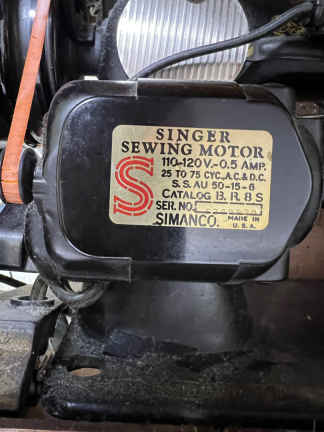 SINGER
SEWING MOTOR
110-120 V.-0.5 AMP.
25 TO 75 CYC., A.C. & D.C.
S.S. AU 50-15-6
CATALOG B. R. 8 S
SER. NO.
SIMANCO.
MADE IN
U.S.A.
S